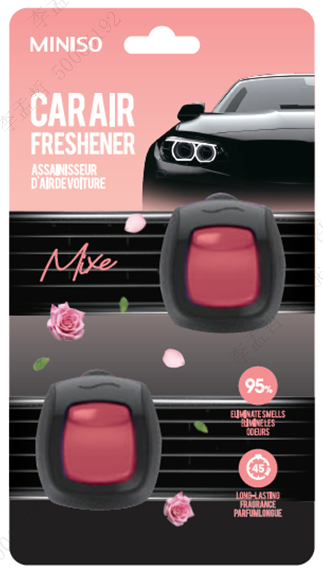 MINISO
CAR AIR
FRESHENER
ASSAINISSEUR
D'AIR DE VOITURE
Mixe
95%
ELIMINATE SMELLS
ÉLIMINE LES
ODEURS
45
LONG-LASTING
FRAGRANCE
PARFUM LONGUE